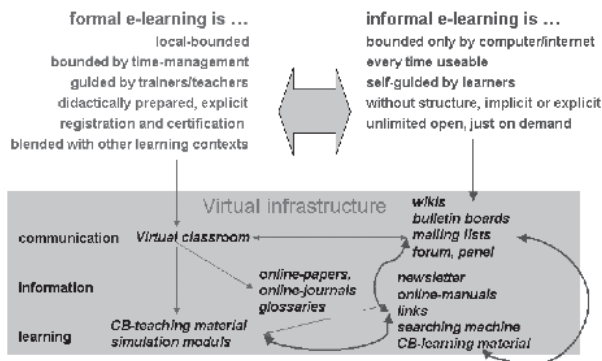 formal e-learning is ...
local-bounded
bounded by time-management
guided by trainers/teachers
didactically prepared, explicit
registration and certification
blended with other learning contexts
informal e-learning is ...
bounded only by computer/internet
every time useable
self-guided by learners
without structure, implicit or explicit
unlimited open, just on demand
Virtual infrastructure
communication
Virtual classroom
wikis
bulletin boards
mailing lists
forum, panel
information
online-papers,
online-journals
glossaries
newsletter
online-manuals
links
searching machine
CB-learning material
learning
CB-teaching material
simulation moduls